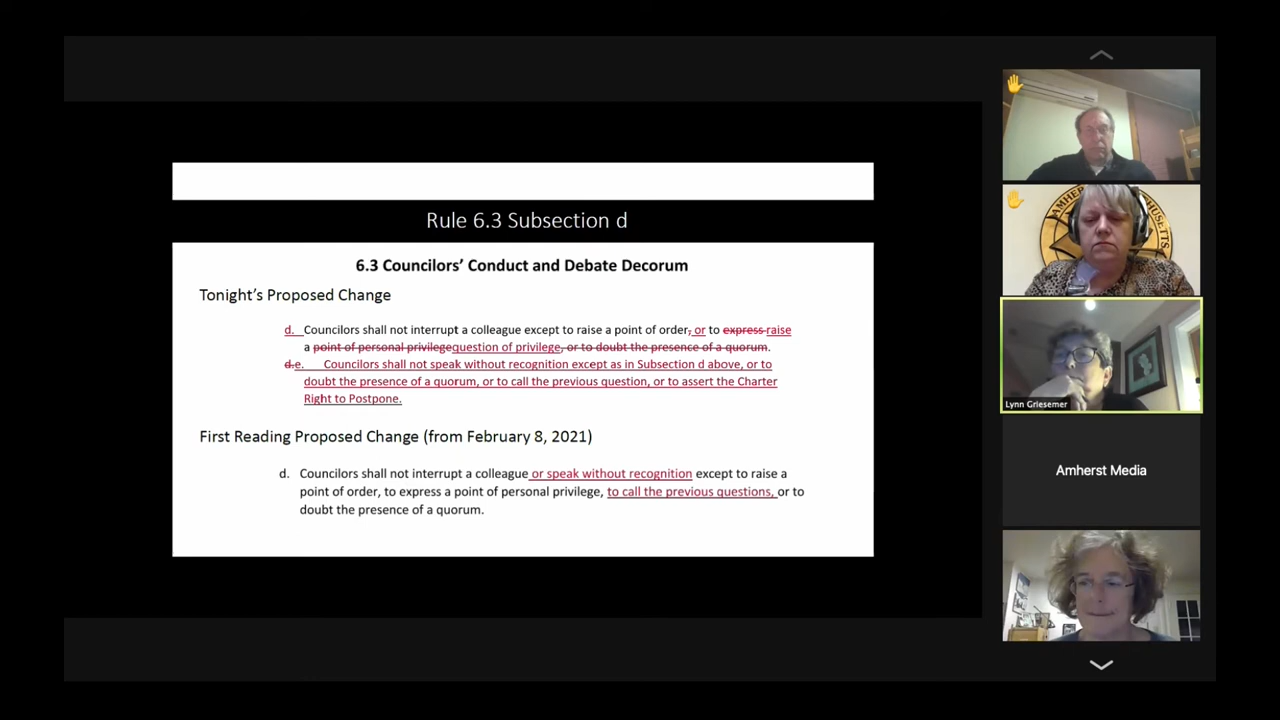 Rule 6.3 Subsection d
6.3 Councilors’ Conduct and Debate Decorum
Tonight’s Proposed Change
d. Councilors shall not interrupt a colleague except to raise a point of order, or to express raise
a point of personal privilegequestion of privilege, or to doubt the presence of a quorum.
d.e. Councilors shall not speak without recognition except as in Subsection d above, or to
doubt the presence of a quorum, or to call the previous question, or to assert the Charter
Right to Postpone.
First Reading Proposed Change (from February 8, 2021)
d. Councilors shall not interrupt a colleague or speak without recognition except to raise a
point of order, to express a point of personal privilege, to call the previous questions, or to
doubt the presence of a quorum.
AMHERST
Lynn Griesemer
Amherst Media